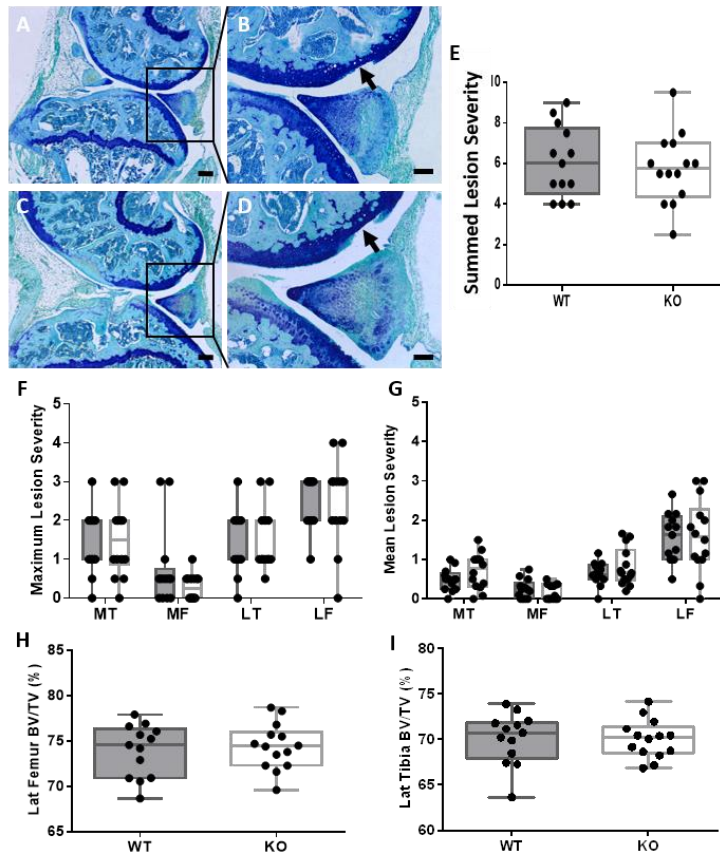 A
B
C
D
E
Summed Lesion Severity
10
8
6
4
2
0
WT
KO
F
Maximum Lesion Severity
5
4
3
2
1
0
MT
MF
LT
LF
G
Mean Lesion Severity
5
4
3
2
1
0
MT
MF
LT
LF
H
Lat Femur BV/TV (%)
85
80
75
70
65
WT
KO
I
Lat Tibia BV/TV (%)
80
75
70
65
60
WT
KO